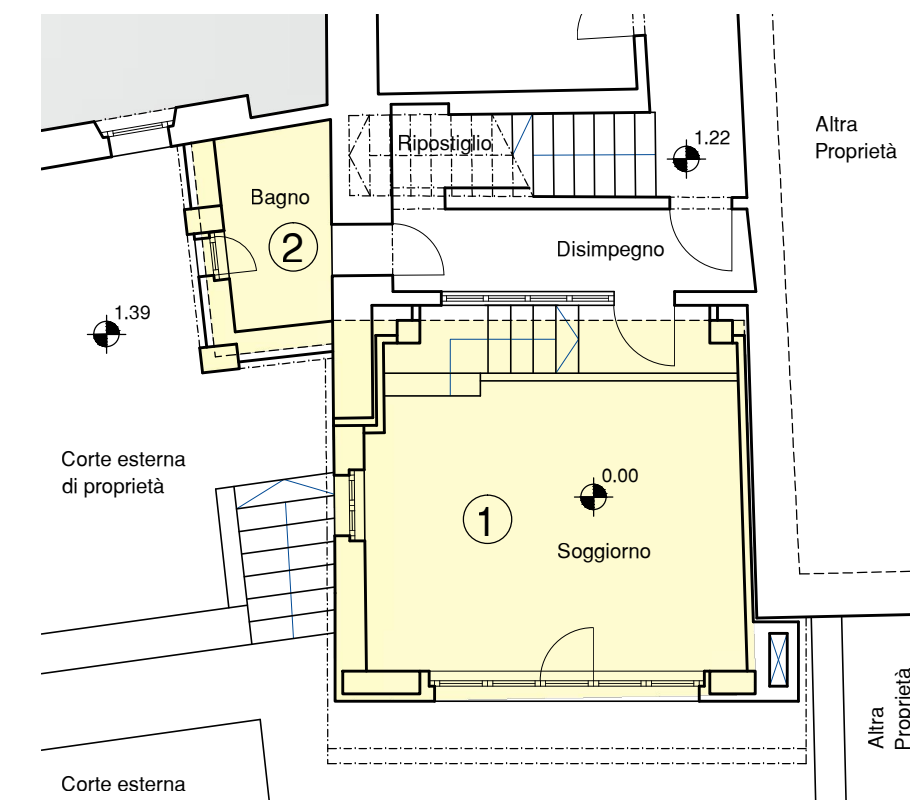 Altra
Proprietà
1.22
Ripostiglio
Bagno
2
Disimpegno
1.39
Corte esterna
di proprietà
0.00
1
Soggiorno
Altra
Proprietà
Corte esterna